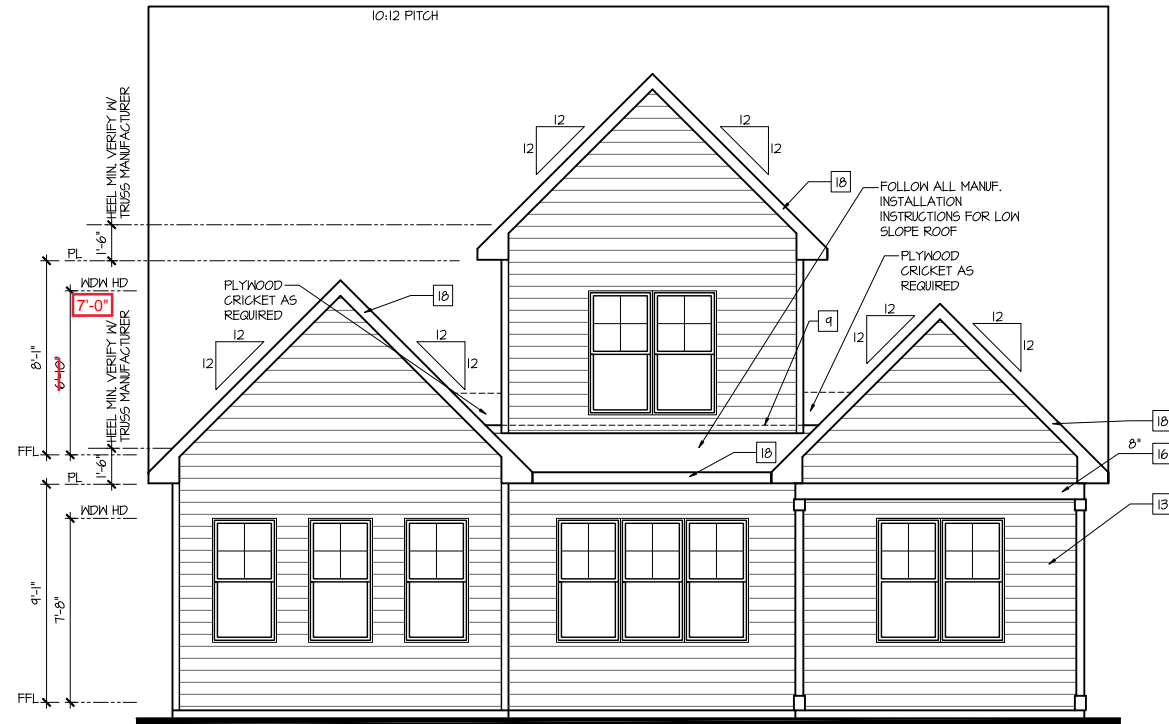 10:12 PITCH
HEEL MIN. VERIFY W/
TRUSS MANUFACTURER
12
12
12
12
18
FOLLOW ALL MANUF.
INSTALLATION
INSTRUCTIONS FOR LOW
SLOPE ROOF
1'-6"
PL
PLYWOOD
CRICKET AS
REQUIRED
WDW HD
7'-0"
PLYWOOD
CRICKET AS
REQUIRED
18
9
12
12
12
12
12
12
12
12
8'-1"
6'-10"
HEEL MIN. VERIFY W/
TRUSS MANUFACTURER
18
8"
FFL
18
16
1'-6"
PL
13
WDW HD
9'-1"
7'-8"
FFL